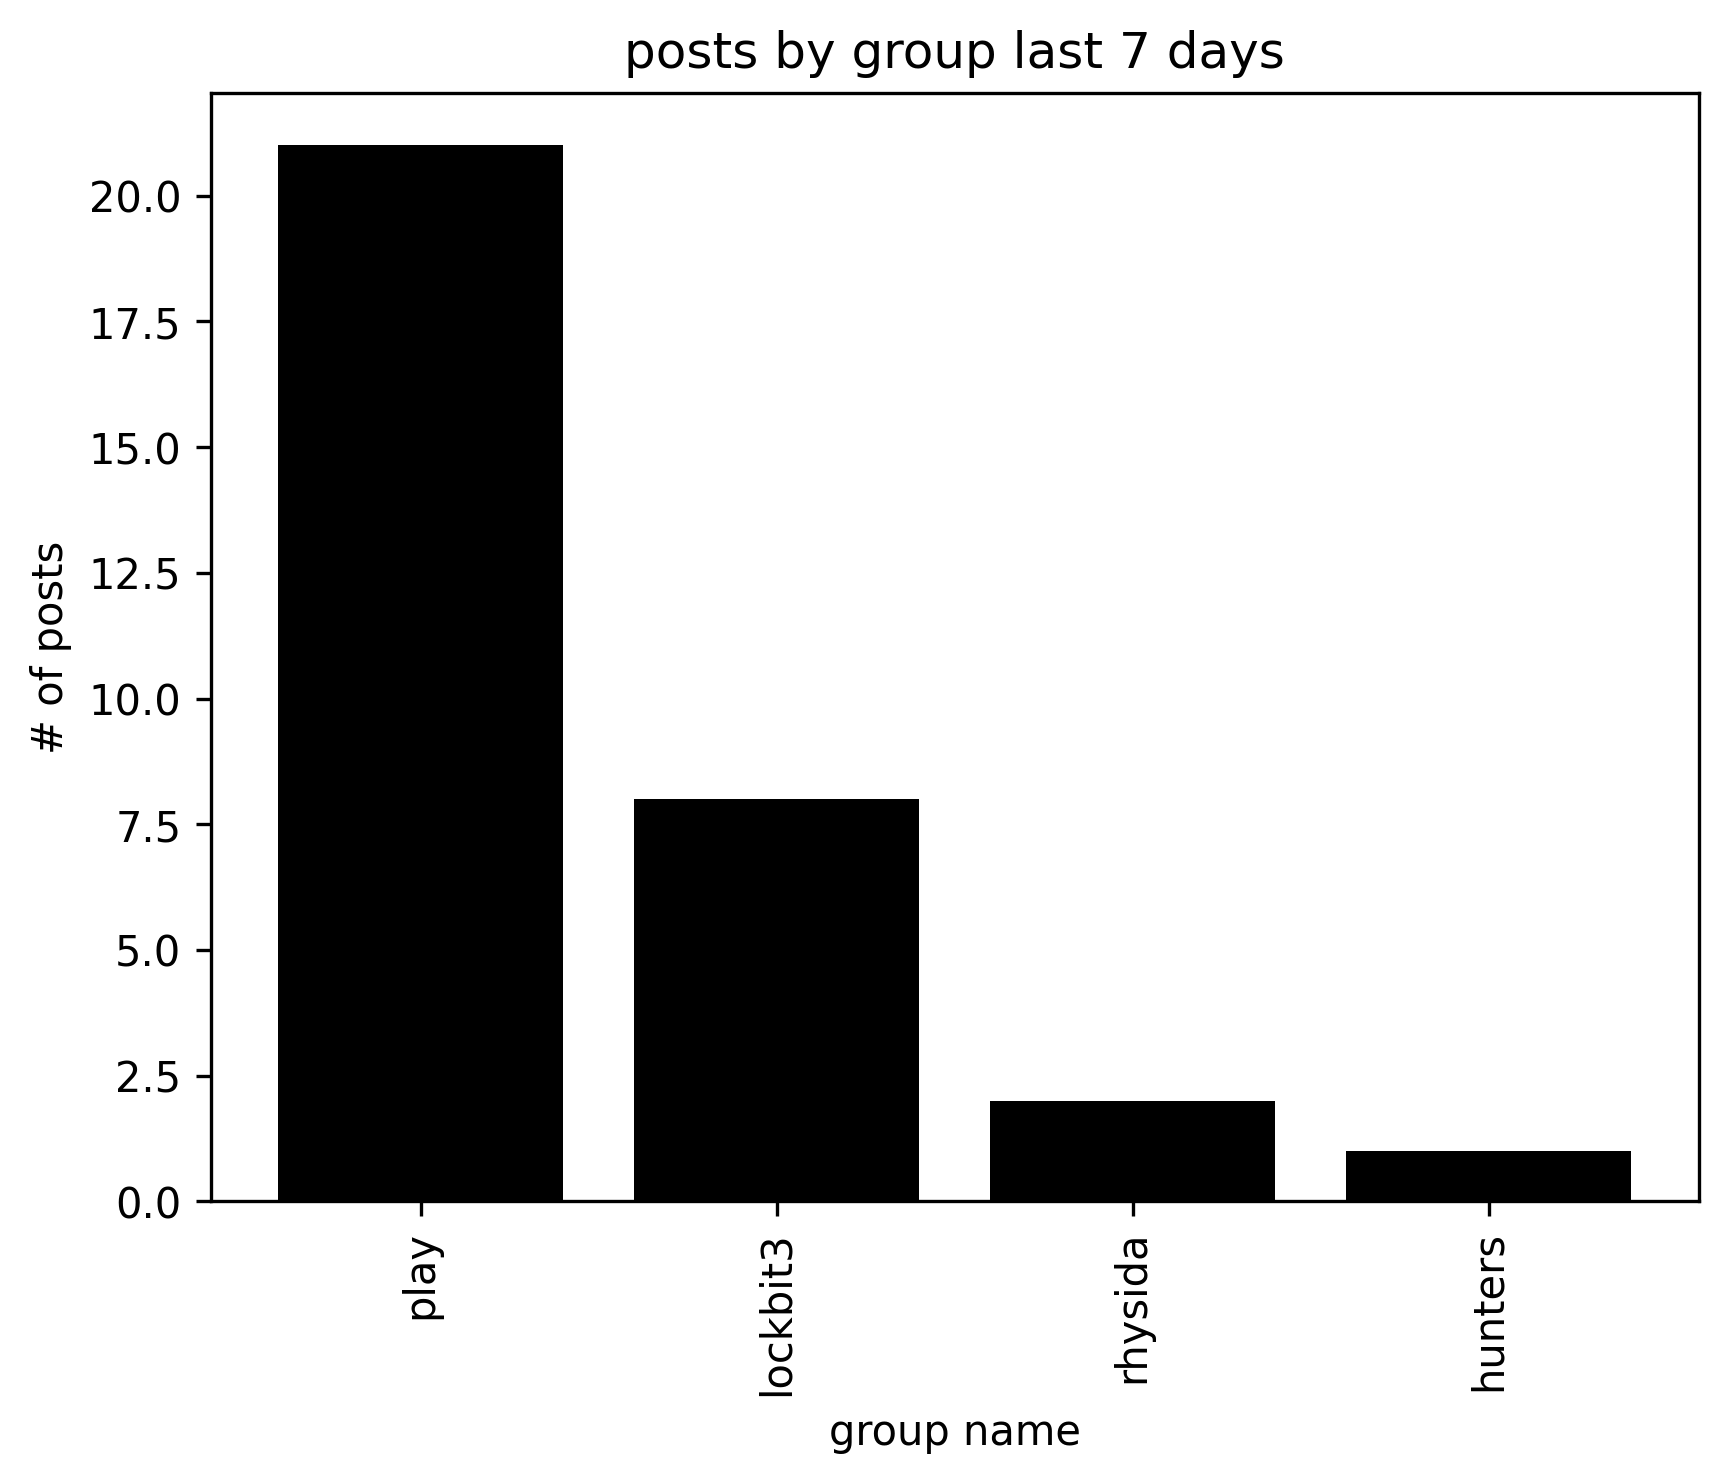 posts by group last 7 days
20.0
17.5
15.0
12.5
10.0
7.5
5.0
2.5
0.0
# of posts
play
lockbit3
rhysida
hunters
group name